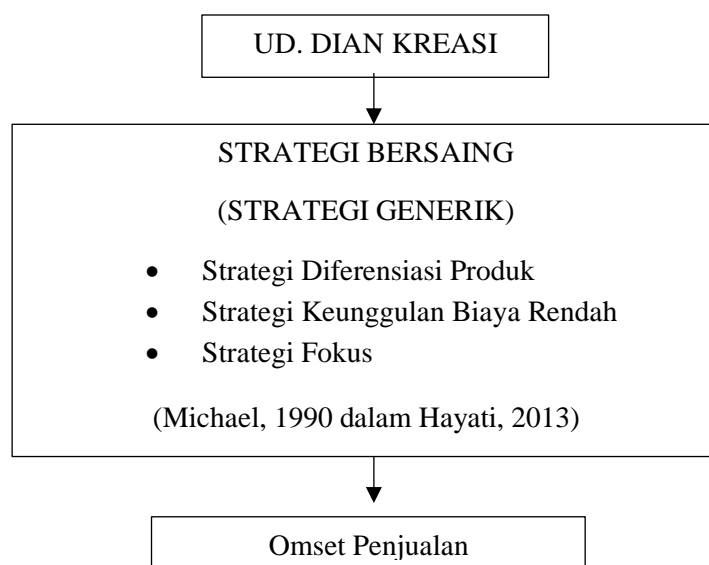 UD. DIAN KREASI
STRATEGI BERSAING
(STRATEGI GENERIK)
• Strategi Diferensiasi Produk
• Strategi Keunggulan Biaya Rendah
• Strategi Fokus
(Michael, 1990 dalam Hayati, 2013)
Omset Penjualan